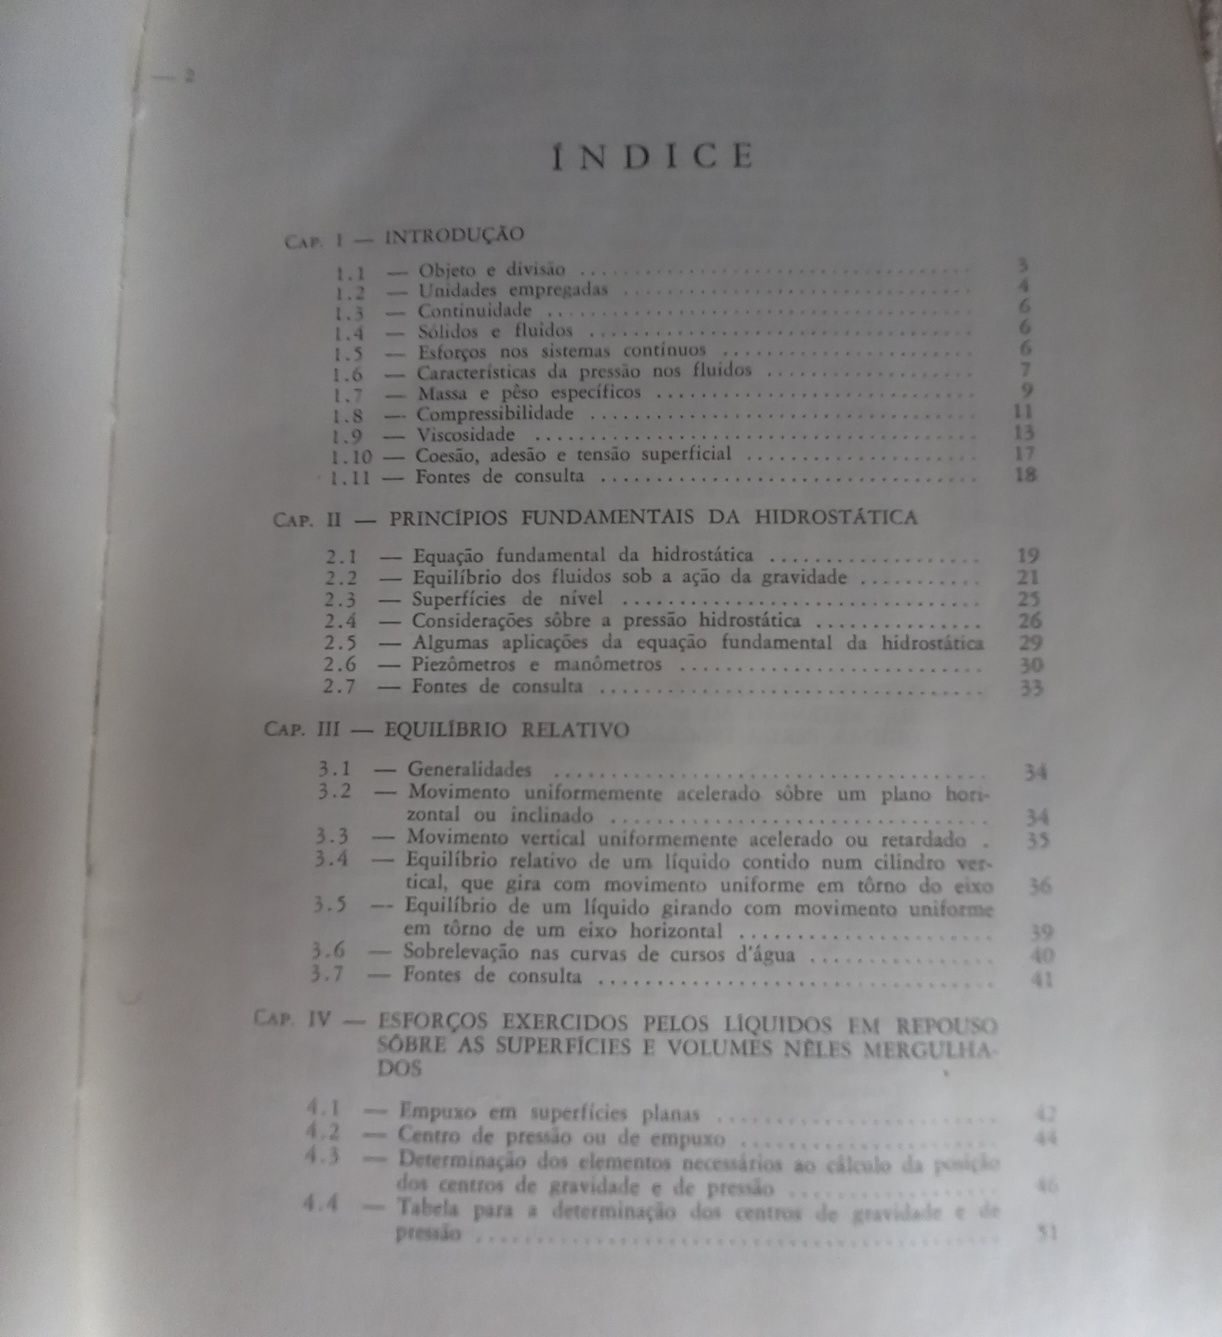 — 2
ÍNDICE
CAP. I — INTRODUÇÃO
1.1 — Objeto e divisão ........................................ 3
1.2 — Unidades empregadas .................................... 4
1.3 — Continuidade ........................................... 6
1.4 — Sólidos e fluidos ...................................... 6
1.5 — Esforços nos sistemas contínuos ........................ 6
1.6 — Características da pressão nos fluidos ................. 7
1.7 — Massa e pêso específicos ............................... 9
1.8 — Compressibilidade ...................................... 11
1.9 — Viscosidade ............................................ 13
1.10 — Coesão, adesão e tensão superficial ................... 17
1.11 — Fontes de consulta .................................... 18
CAP. II — PRINCÍPIOS FUNDAMENTAIS DA HIDROSTÁTICA
2.1 — Equação fundamental da hidrostática .................... 19
2.2 — Equilíbrio dos fluidos sob a ação da gravidade ......... 21
2.3 — Superfícies de nível ................................... 25
2.4 — Considerações sôbre a pressão hidrostática ............. 26
2.5 — Algumas aplicações da equação fundamental da hidrostática 29
2.6 — Piezômetros e manômetros ............................... 30
2.7 — Fontes de consulta ..................................... 33
CAP. III — EQUILÍBRIO RELATIVO
3.1 — Generalidades .......................................... 34
3.2 — Movimento uniformemente acelerado sôbre um plano hori-
zontal ou inclinado .......................................... 34
3.3 — Movimento vertical uniformemente acelerado ou retardado . 35
3.4 — Equilíbrio relativo de um líquido contido num cilindro ver-
tical, que gira com movimento uniforme em tôrno do eixo 36
3.5 — Equilíbrio de um líquido girando com movimento uniforme
em tôrno de um eixo horizontal ............................... 39
3.6 — Sobrelevação nas curvas de cursos d'água ............... 40
3.7 — Fontes de consulta ..................................... 41
CAP. IV — ESFORÇOS EXERCIDOS PELOS LÍQUIDOS EM REPOUSO
SÔBRE AS SUPERFÍCIES E VOLUMES NÊLES MERGULHA-
DOS
4.1 — Empuxo em superfícies planas ........................... 42
4.2 — Centro de pressão ou de empuxo ......................... 44
4.3 — Determinação dos elementos necessários ao cálculo da posição
dos centros de gravidade e de pressão ........................ 46
4.4 — Tabela para a determinação dos centros de gravidade e de
pressão ...................................................... 51